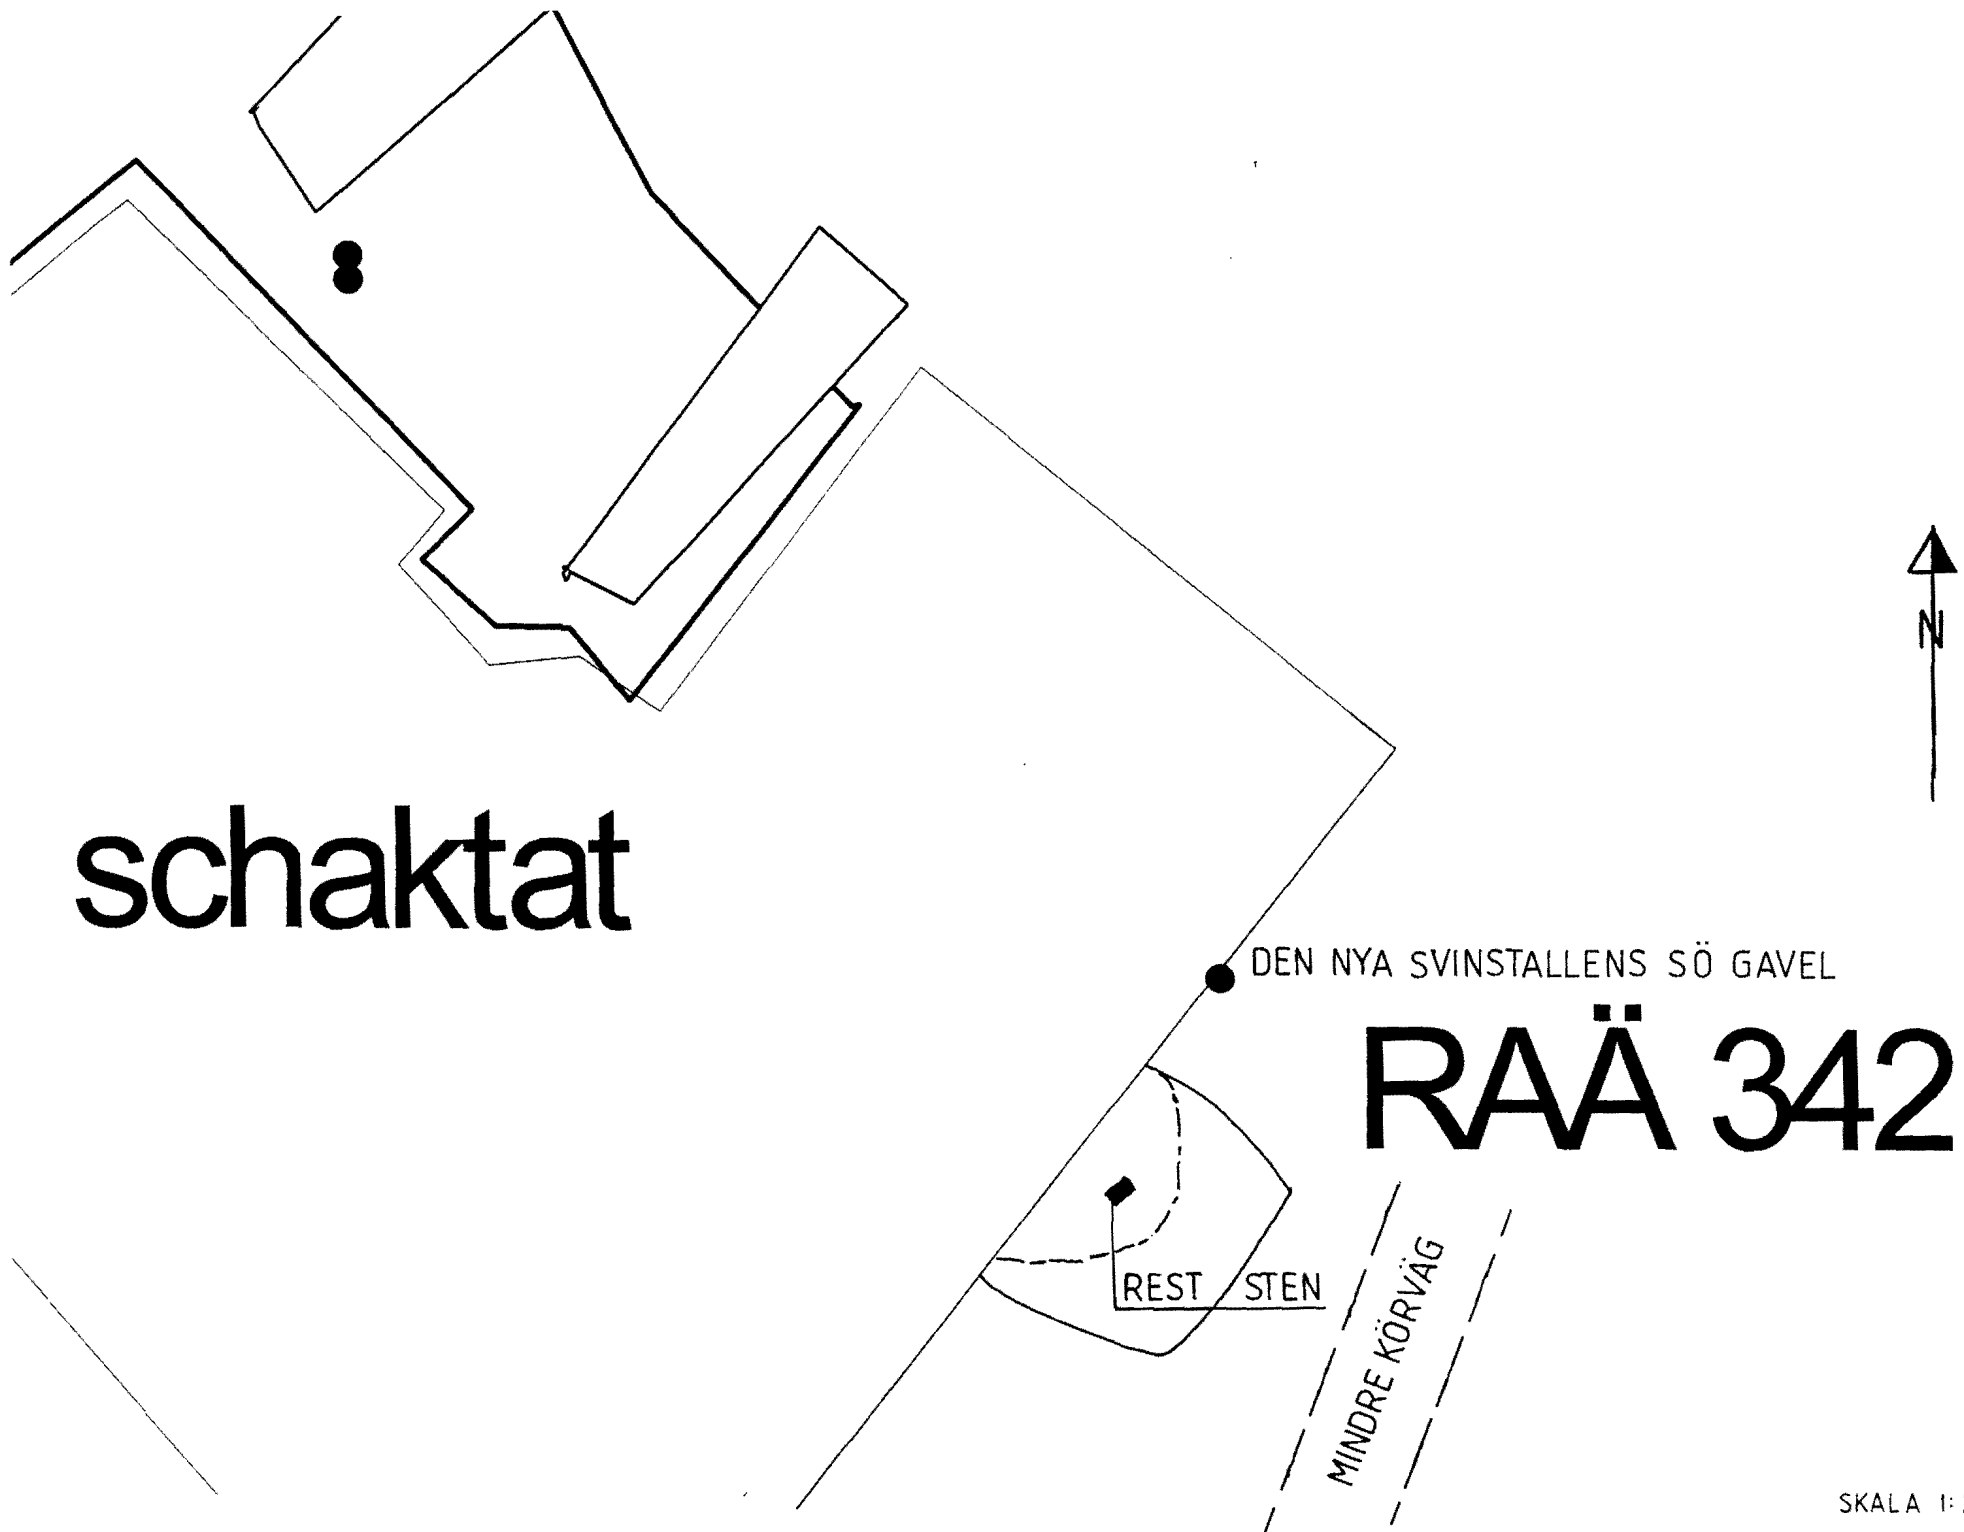 N
schaktat
DEN NYA SVINSTALLENS SÖ GAVEL
RAÄ 342
REST STEN
MINDRE KÖRVÄG
SKALA 1: